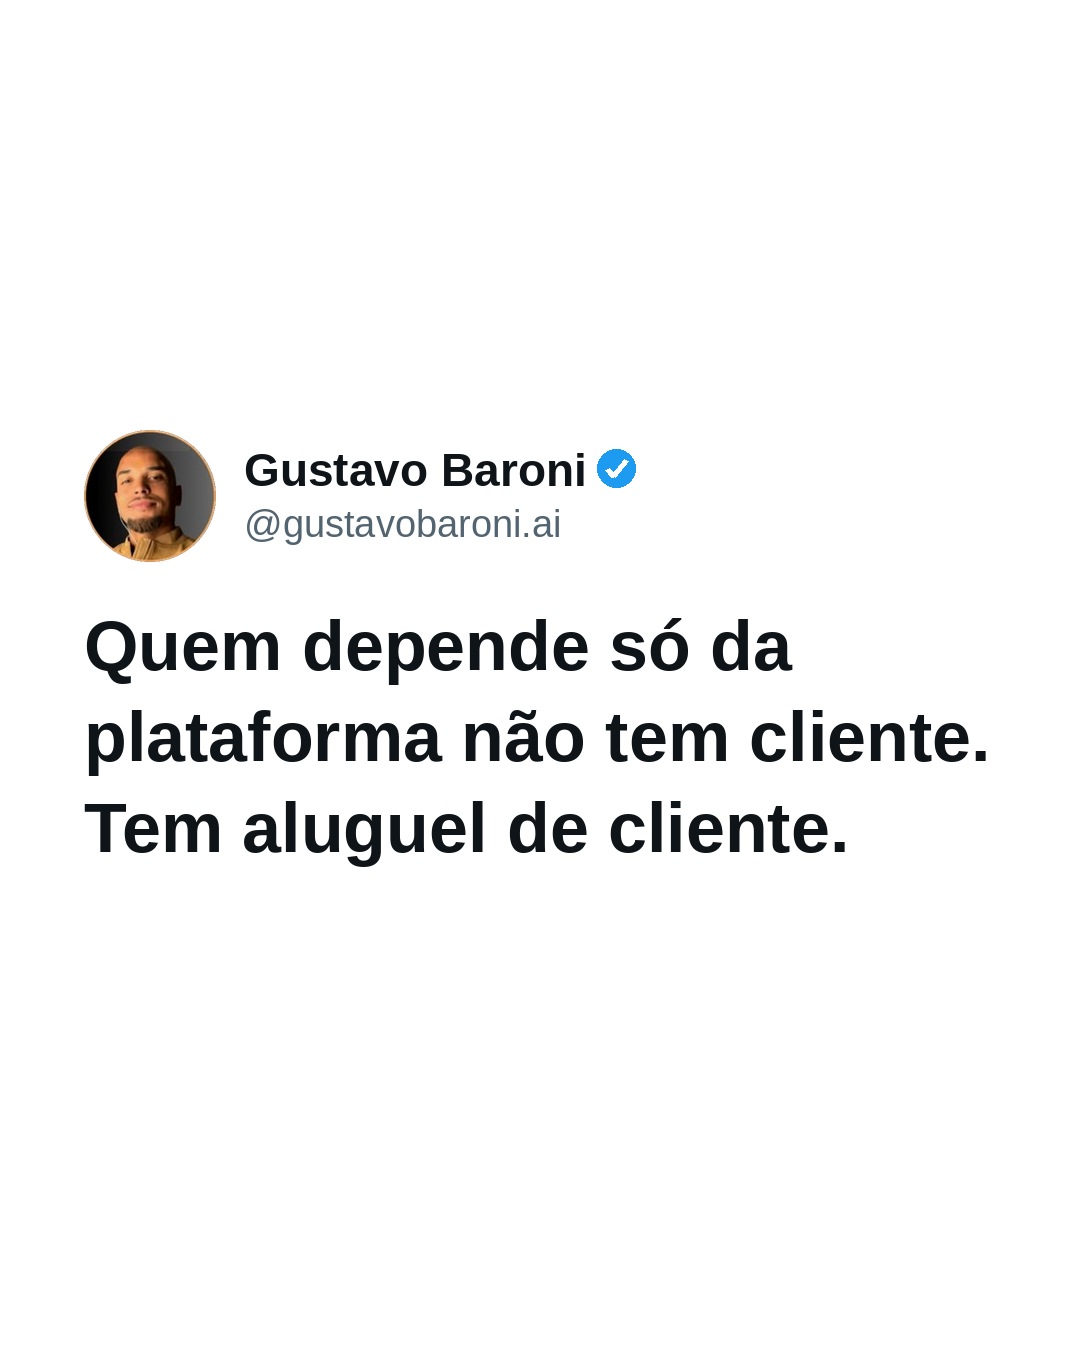 Gustavo Baroni
@gustavobaroni.ai
Quem depende só da
plataforma não tem cliente.
Tem aluguel de cliente.